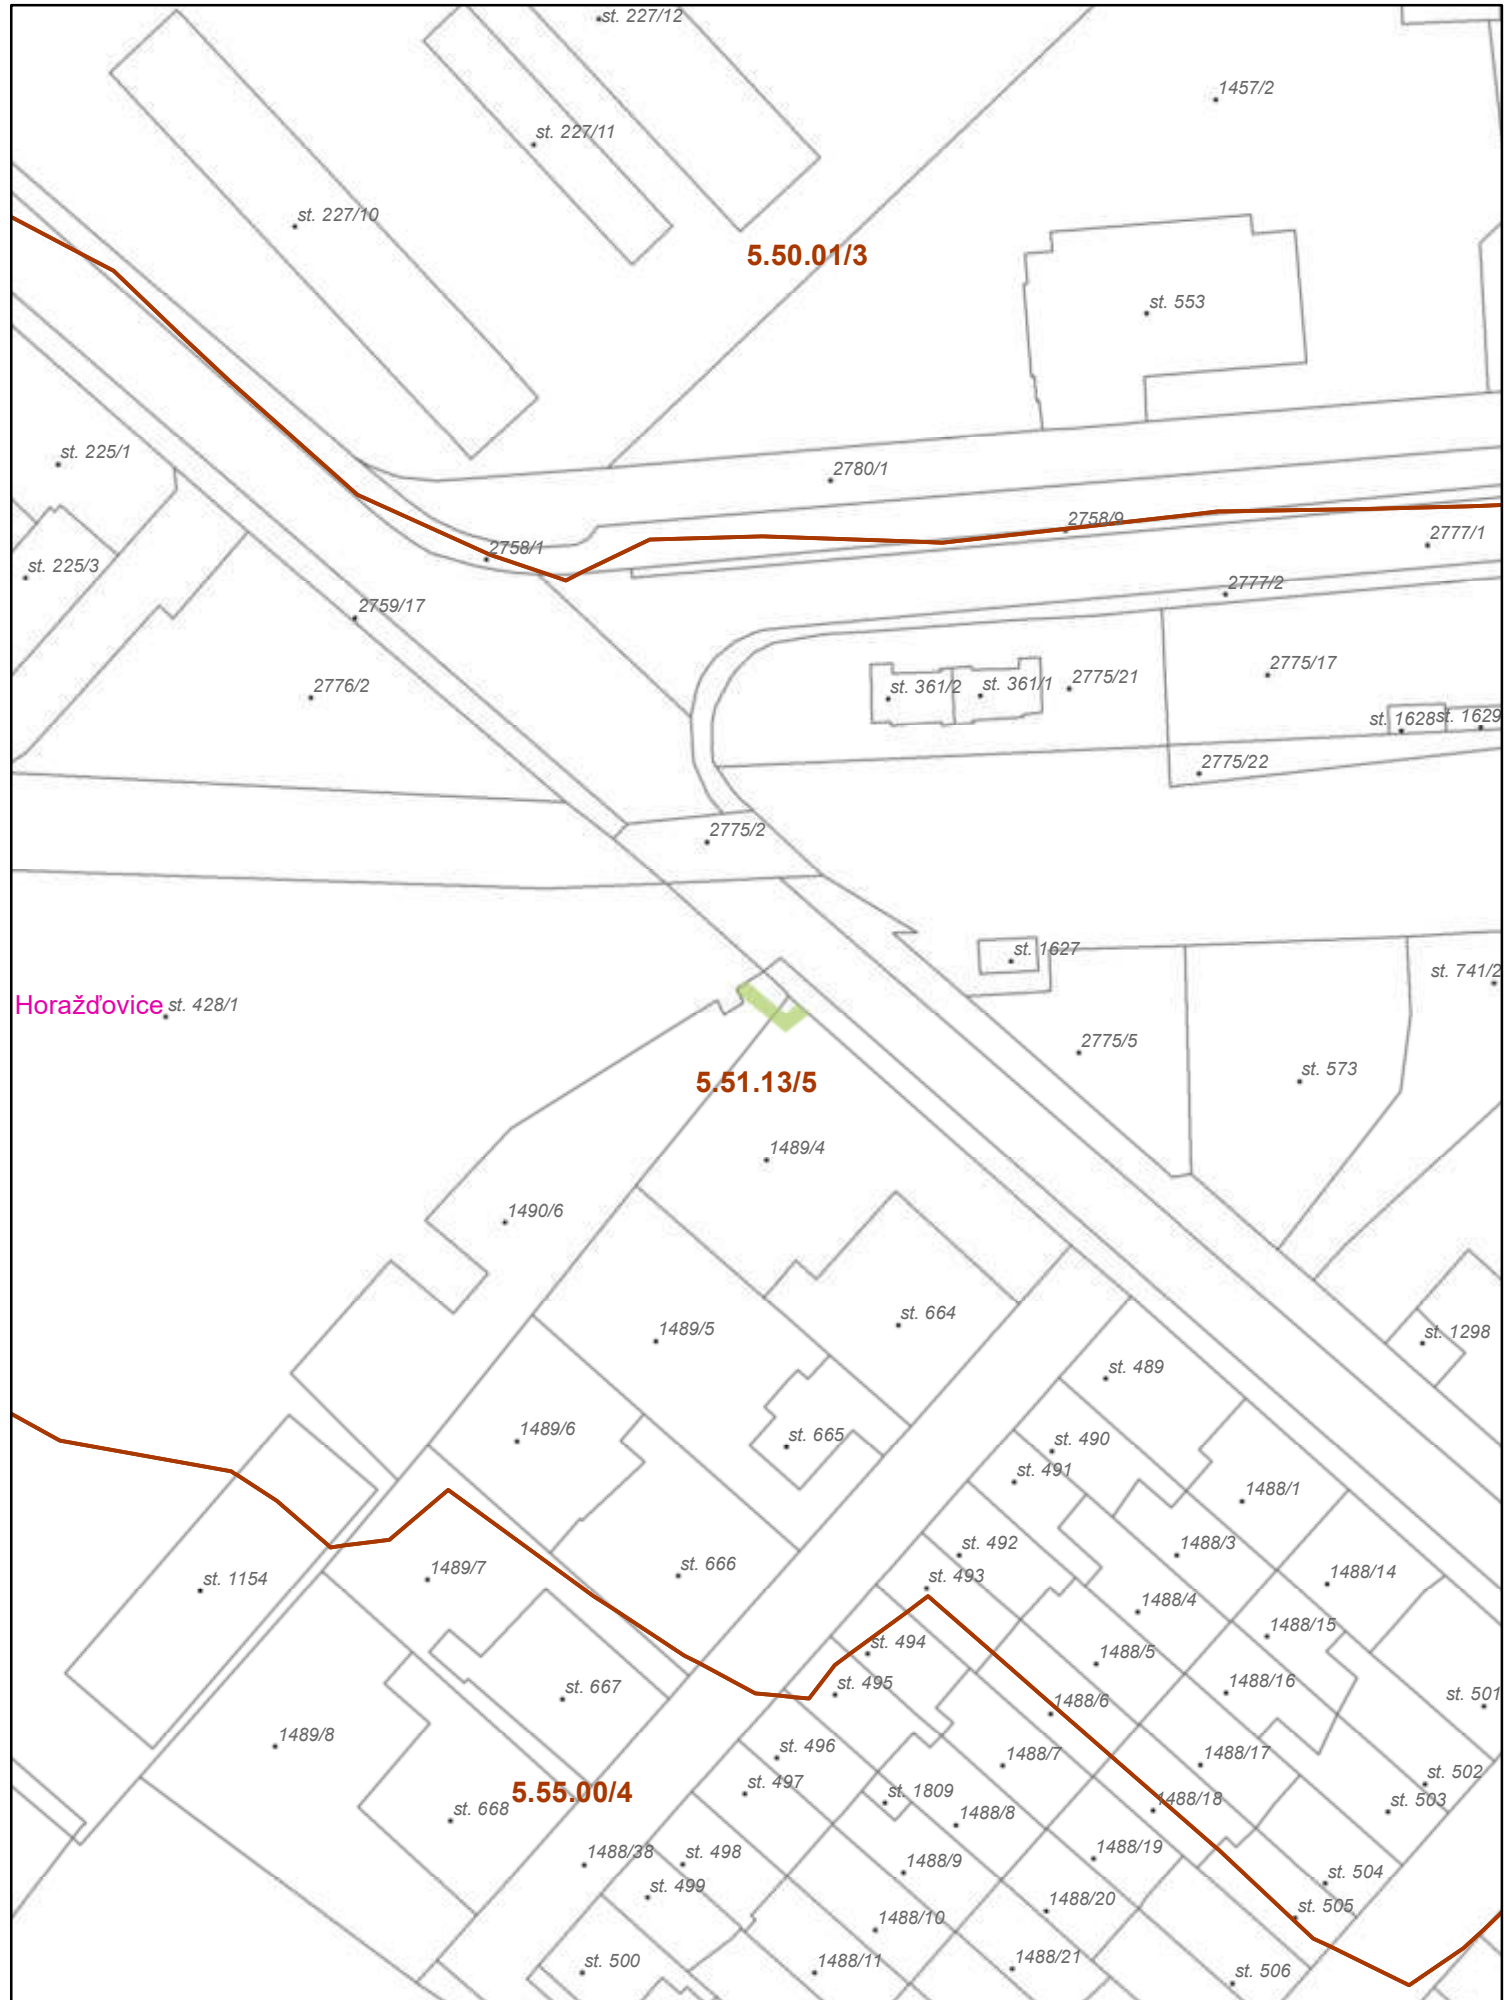 st. 227/12
1457/2
st. 227/11
st. 227/10
5.50.01/3
st. 553
st. 225/1
2780/1
2758/9
2777/1
2758/1
st. 225/3
2777/2
2759/17
2775/17
2775/21
2776/2
st. 361/2
st. 361/1
st. 1628
st. 1629
2775/22
2775/2
st. 1627
st. 741/2
Horažďovice
st. 428/1
2775/5
st. 573
5.51.13/5
1489/4
1490/6
st. 664
1489/5
st. 1298
st. 489
1489/6
st. 665
st. 490
st. 491
1488/1
st. 492
1488/3
1489/7
st. 666
st. 493
1488/14
st. 1154
1488/4
1488/15
st. 494
1488/5
st. 495
1488/16
st. 667
1488/6
st. 501
1489/8
st. 496
1488/7
1488/17
st. 502
5.55.00/4
st. 497
st. 1809
1488/18
st. 503
st. 668
1488/8
1488/38
st. 498
1488/9
1488/19
st. 504
st. 499
1488/20
st. 505
1488/10
st. 500
1488/11
1488/21
st. 506